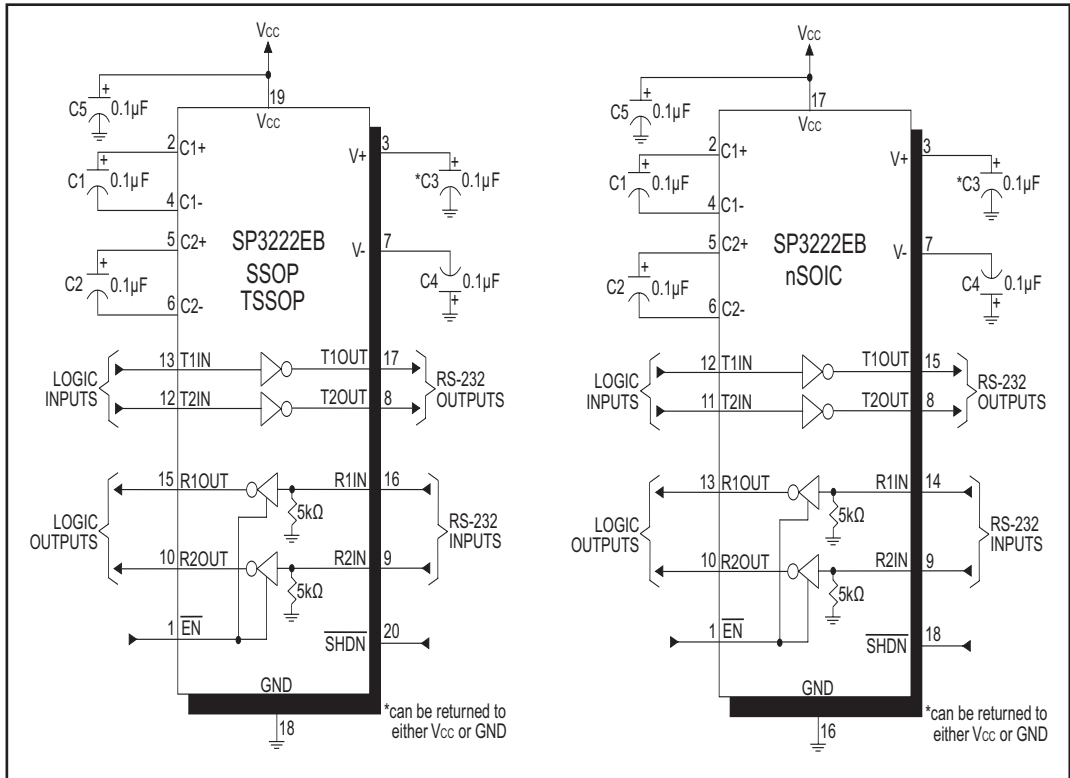 VCC
C5
+
0.1µF
19
VCC
2 C1+
C1
+
0.1µF
4 C1-
5 C2+
C2
+
0.1µF
6 C2-
V+ 3
*C3
+
0.1µF
V- 7
C4 0.1µF
+
SP3222EB
SSOP
TSSOP
LOGIC
INPUTS
13 T1IN
T1OUT 17
12 T2IN
T2OUT 8
RS-232
OUTPUTS
LOGIC
OUTPUTS
15 R1OUT
R1IN 16
5kΩ
10 R2OUT
R2IN 9
5kΩ
RS-232
INPUTS
1 EN
SHDN 20
GND
18
*can be returned to
either VCC or GND
VCC
C5
+
0.1µF
17
VCC
2 C1+
C1
+
0.1µF
4 C1-
5 C2+
C2
+
0.1µF
6 C2-
V+ 3
*C3
+
0.1µF
V- 7
C4 0.1µF
+
SP3222EB
nSOIC
LOGIC
INPUTS
12 T1IN
T1OUT 15
11 T2IN
T2OUT 8
RS-232
OUTPUTS
LOGIC
OUTPUTS
13 R1OUT
R1IN 14
5kΩ
10 R2OUT
R2IN 9
5kΩ
RS-232
INPUTS
1 EN
SHDN 18
GND
16
*can be returned to
either VCC or GND